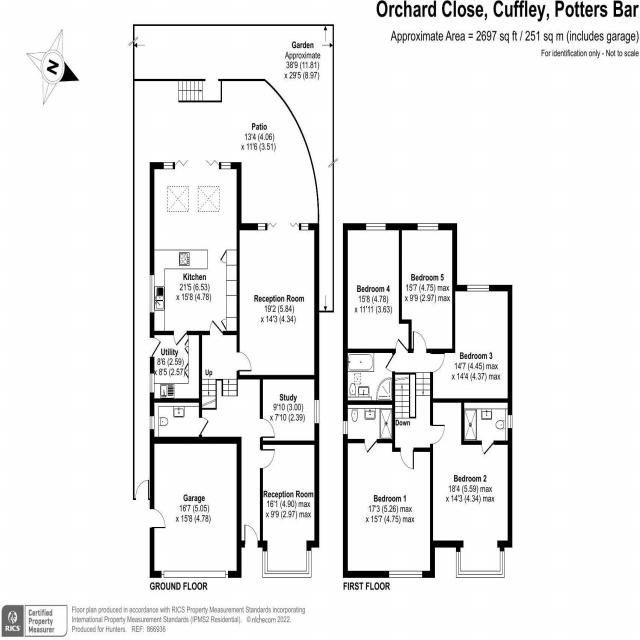 Orchard Close, Cuffley, Potters Bar
Approximate Area = 2697 sq ft / 251 sq m (includes garage)
For identification only - Not to scale
N
Garden
Approximate
38'9 (11.81)
x 29'5 (8.97)
Patio
13'4 (4.06)
x 11'6 (3.51)
Kitchen
21'5 (6.53)
x 15'8 (4.78)
Reception Room
19'2 (5.84)
x 14'3 (4.34)
Utility
8'6 (2.59)
x 8'5 (2.57)
Up
Study
9'10 (3.00)
x 7'10 (2.39)
Garage
16'7 (5.05)
x 15'8 (4.78)
Reception Room
16'1 (4.90) max
x 9'9 (2.97) max
GROUND FLOOR
Bedroom 4
15'8 (4.78)
x 11'11 (3.63)
Bedroom 5
15'7 (4.75) max
x 9'9 (2.97) max
Bedroom 3
14'7 (4.45) max
x 14'4 (4.37) max
Down
Bedroom 1
17'3 (5.26) max
x 15'7 (4.75) max
Bedroom 2
18'4 (5.59) max
x 14'3 (4.34) max
FIRST FLOOR
RICS
Certified
Property
Measurer
Floor plan produced in accordance with RICS Property Measurement Standards incorporating
International Property Measurement Standards (IPMS2 Residential). © nichecom 2022.
Produced for Hunters. REF: 866936